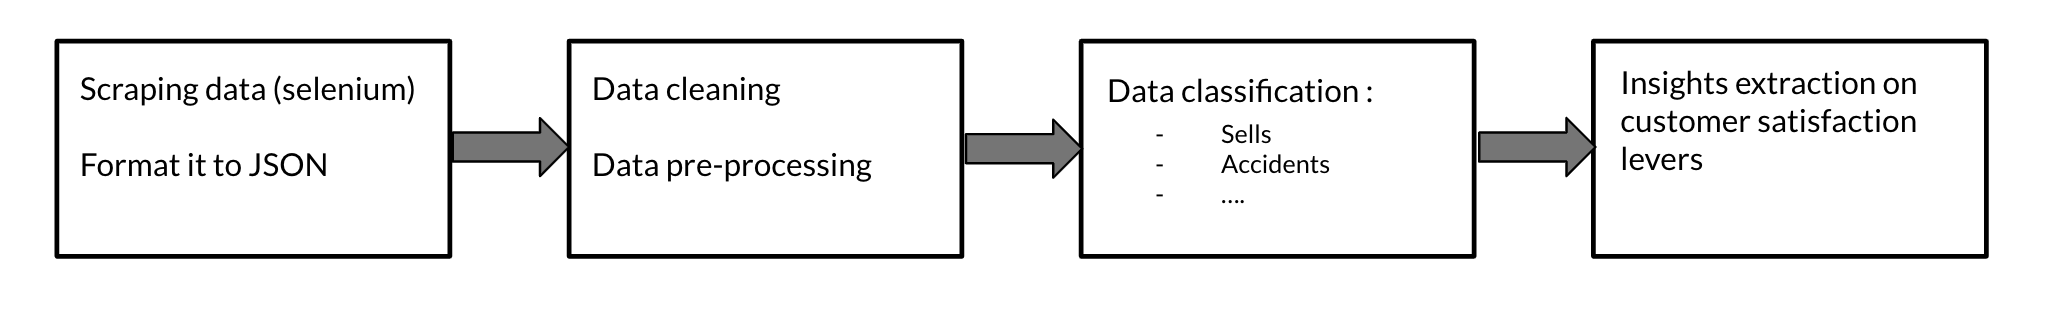 Scraping data (selenium)
Format it to JSON
Data cleaning
Data pre-processing
Data classification :
- Sells
- Accidents
- ....
Insights extraction on
customer satisfaction
levers